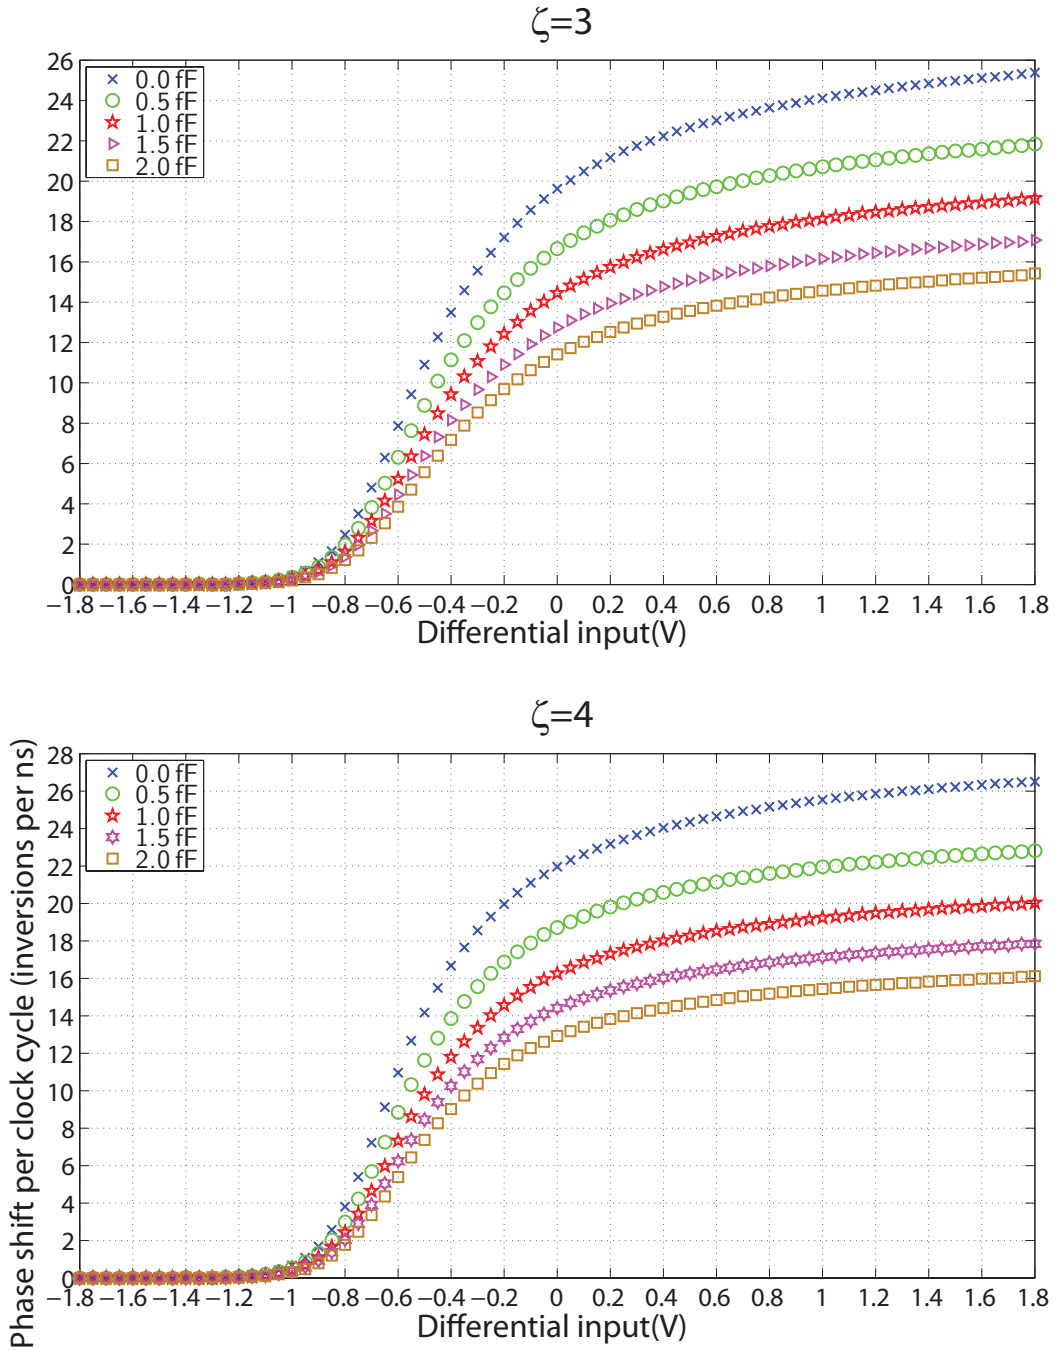 ζ=3
26
24
22
20
18
16
14
12
10
8
6
4
2
0
0.0 fF
0.5 fF
1.0 fF
1.5 fF
2.0 fF
−1.8 −1.6 −1.4 −1.2 −1 −0.8 −0.6 −0.4 −0.2 0 0.2 0.4 0.6 0.8 1 1.2 1.4 1.6 1.8
Differential input(V)
ζ=4
Phase shift per clock cycle (inversions per ns)
28
26
24
22
20
18
16
14
12
10
8
6
4
2
0
0.0 fF
0.5 fF
1.0 fF
1.5 fF
2.0 fF
−1.8 −1.6 −1.4 −1.2 −1 −0.8 −0.6 −0.4 −0.2 0 0.2 0.4 0.6 0.8 1 1.2 1.4 1.6 1.8
Differential input(V)